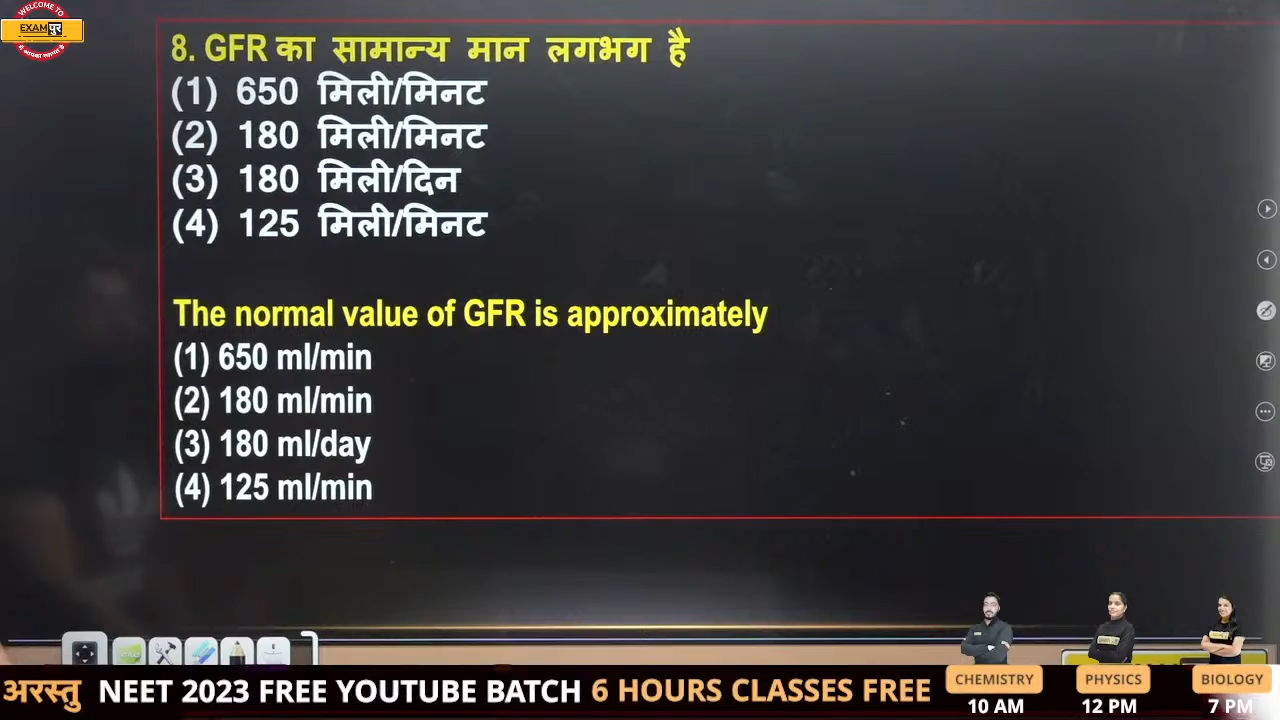 WELCOME TO
EXAMपुर
8. GFR का सामान्य मान लगभग है
(1) 650 मिली/मिनट
(2) 180 मिली/मिनट
(3) 180 मिली/दिन
(4) 125 मिली/मिनट
The normal value of GFR is approximately
(1) 650 ml/min
(2) 180 ml/min
(3) 180 ml/day
(4) 125 ml/min
अरस्तु NEET 2023 FREE YOUTUBE BATCH 6 HOURS CLASSES FREE
CHEMISTRY
10 AM
PHYSICS
12 PM
BIOLOGY
7 PM